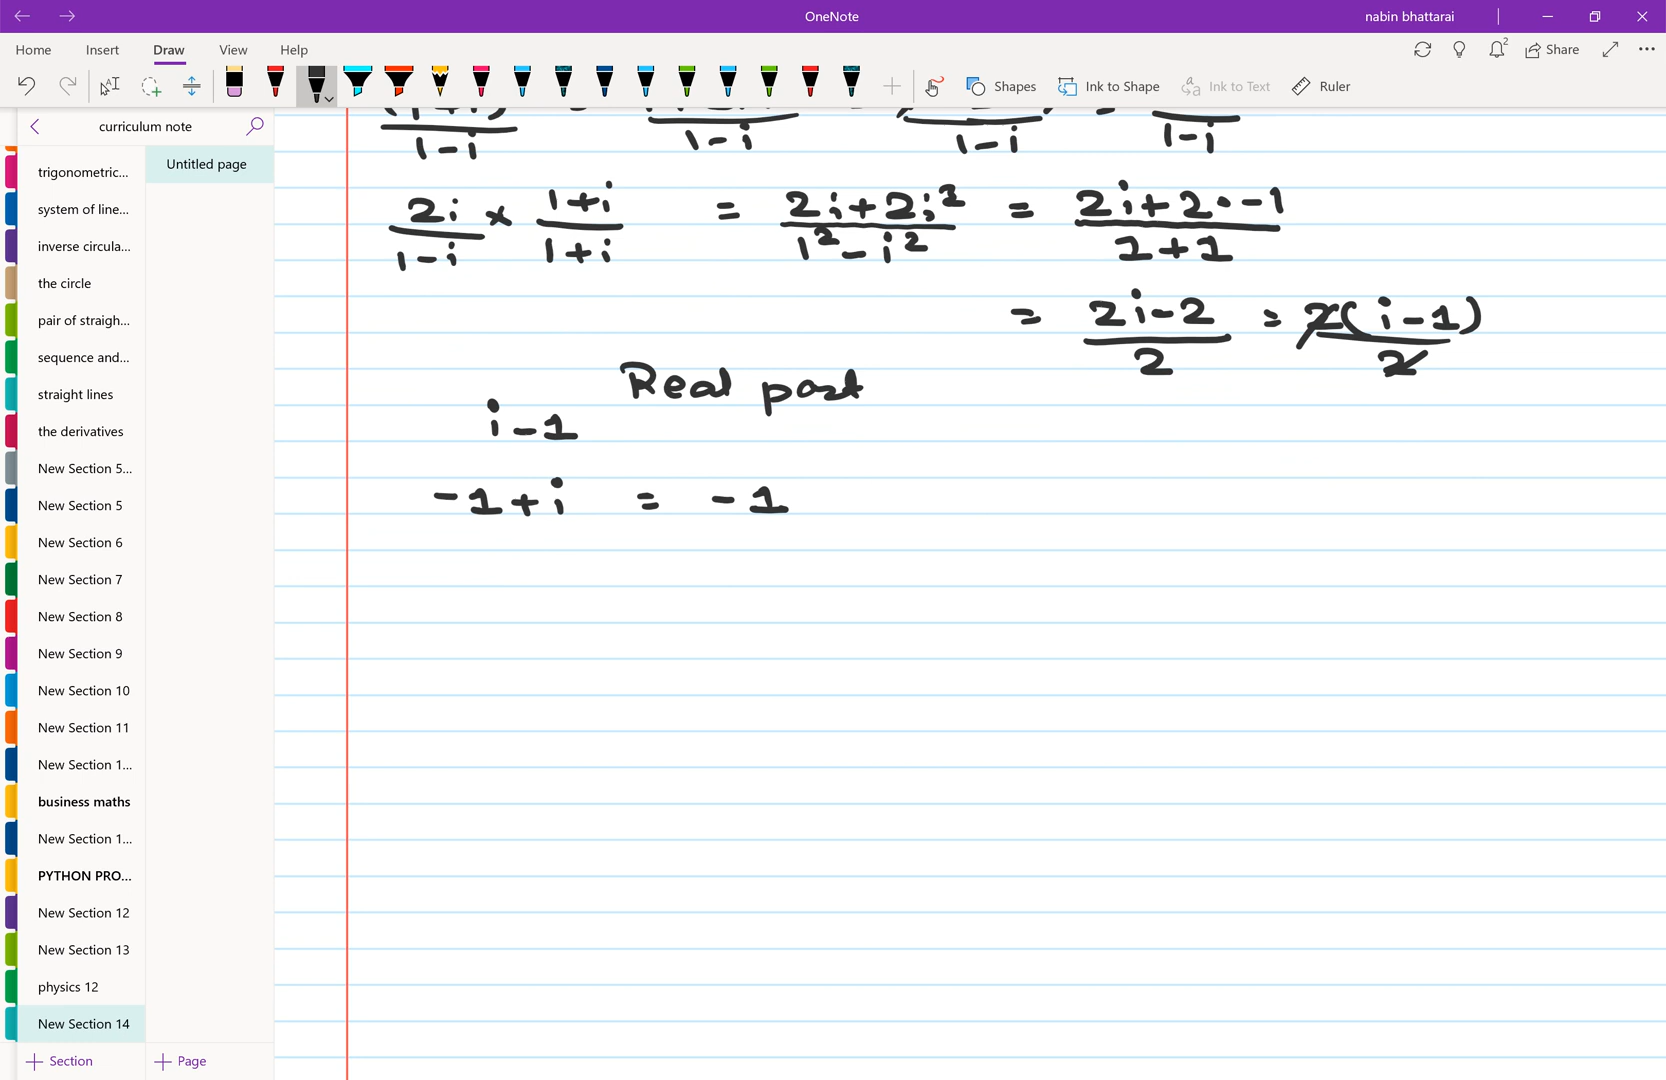 OneNote
nabin bhattarai
Home Insert Draw View Help
2
Share
Shapes
Ink to Shape
Ink to Text
Ruler
curriculum note
Untitled page
trigonometric...
system of line...
inverse circula...
the circle
pair of straigh...
sequence and...
straight lines
the derivatives
New Section 5...
New Section 5
New Section 6
New Section 7
New Section 8
New Section 9
New Section 10
New Section 11
New Section 1...
business maths
New Section 1...
PYTHON PRO...
New Section 12
New Section 13
physics 12
New Section 14
Section
Page
1-i 1-i 1-i = 1-i
2i/1-i × 1+i/1+i = 2i+2i²/1²-i² = 2i+2•-1/1+1
= 2i-2/2 = 2(i-1)/2
Real part
i-1
-1+i = -1